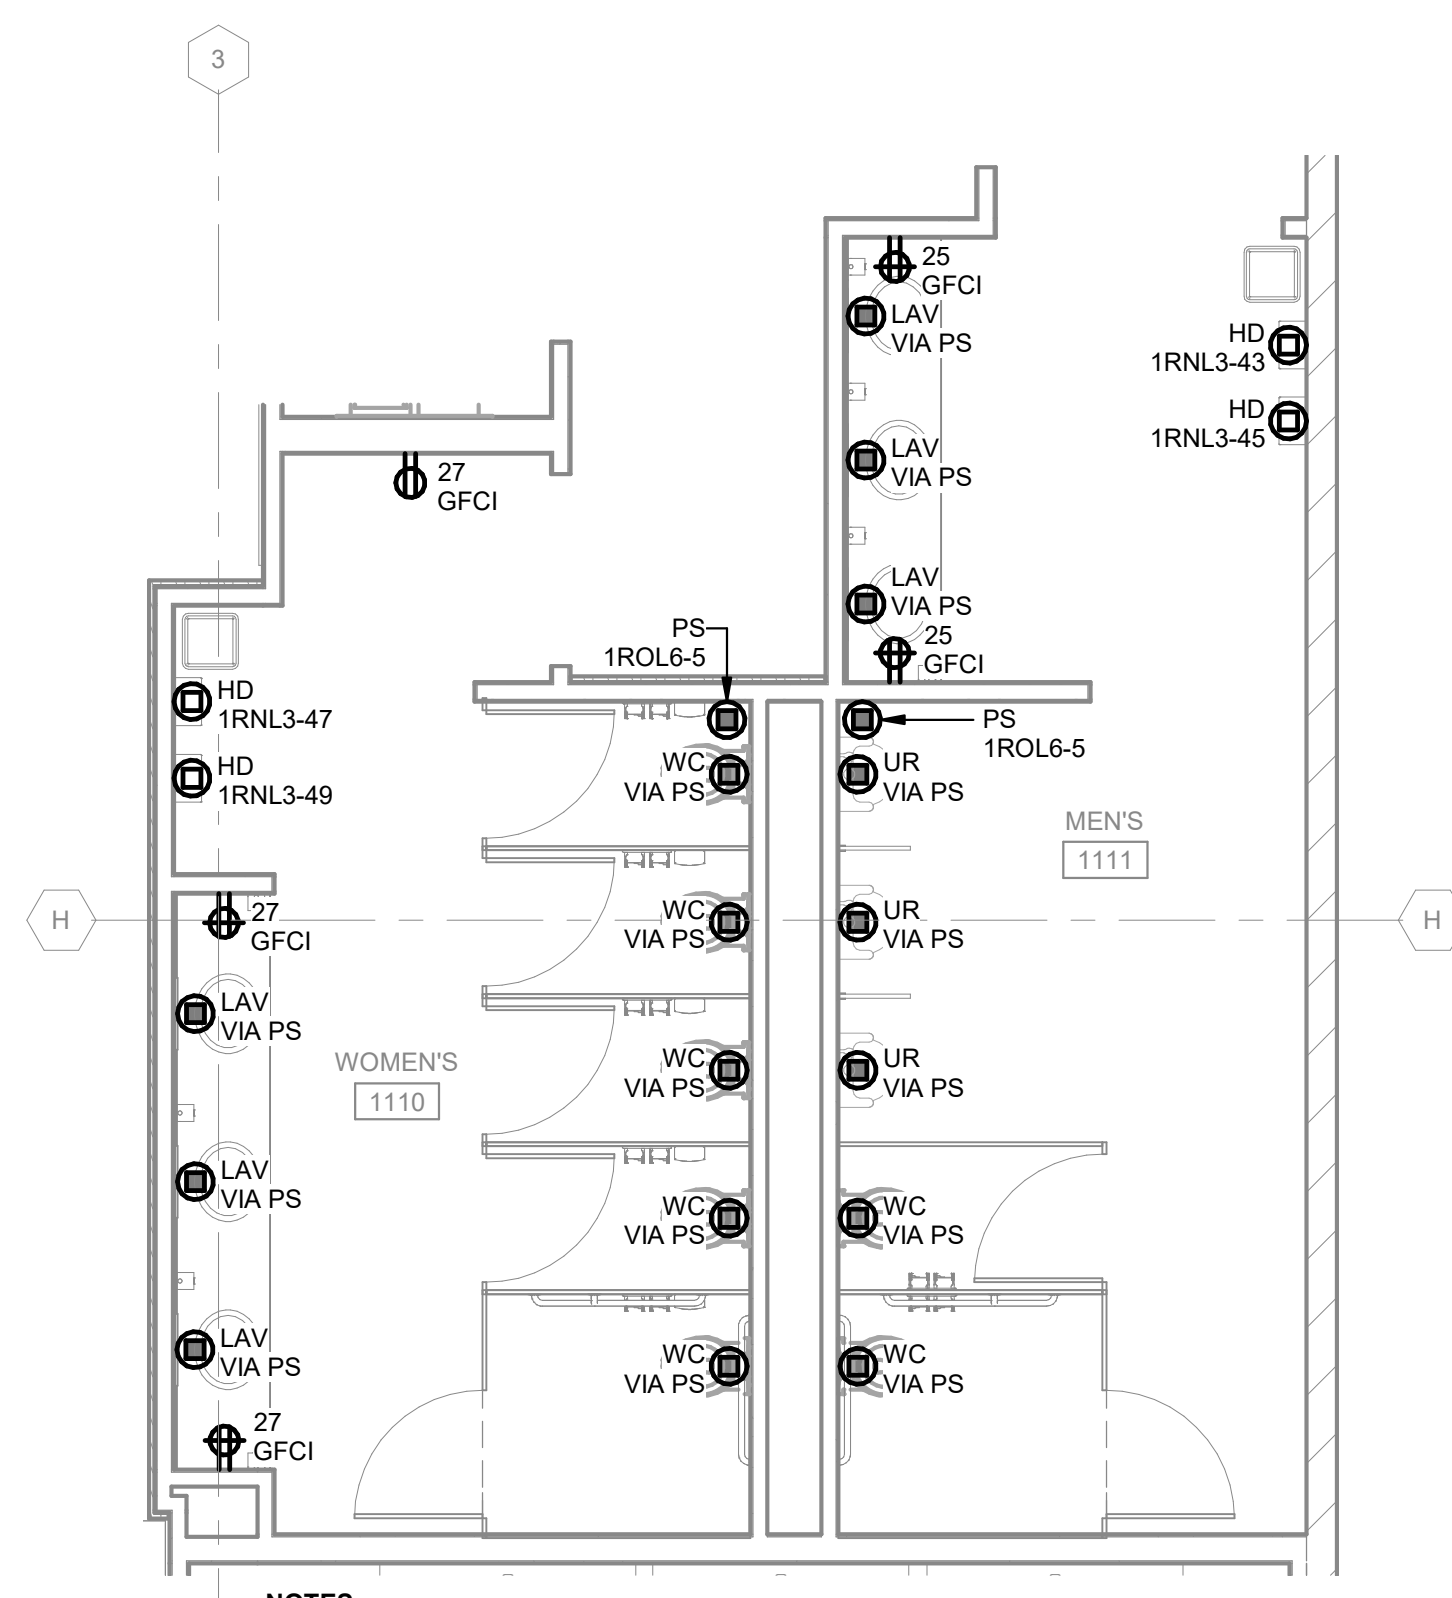 3
25
GFCI
LAV
VIA PS
HD
1RNL3-43
HD
1RNL3-45
LAV
VIA PS
27
GFCI
LAV
VIA PS
25
GFCI
PS
1ROL6-5
HD
1RNL3-47
PS
1ROL6-5
HD
1RNL3-49
WC
VIA PS
UR
VIA PS
MEN'S
1111
H
27
GFCI
WC
VIA PS
UR
VIA PS
H
LAV
VIA PS
WOMEN'S
1110
WC
VIA PS
UR
VIA PS
LAV
VIA PS
WC
VIA PS
WC
VIA PS
LAV
VIA PS
WC
VIA PS
WC
VIA PS
27
GFCI
NOTES